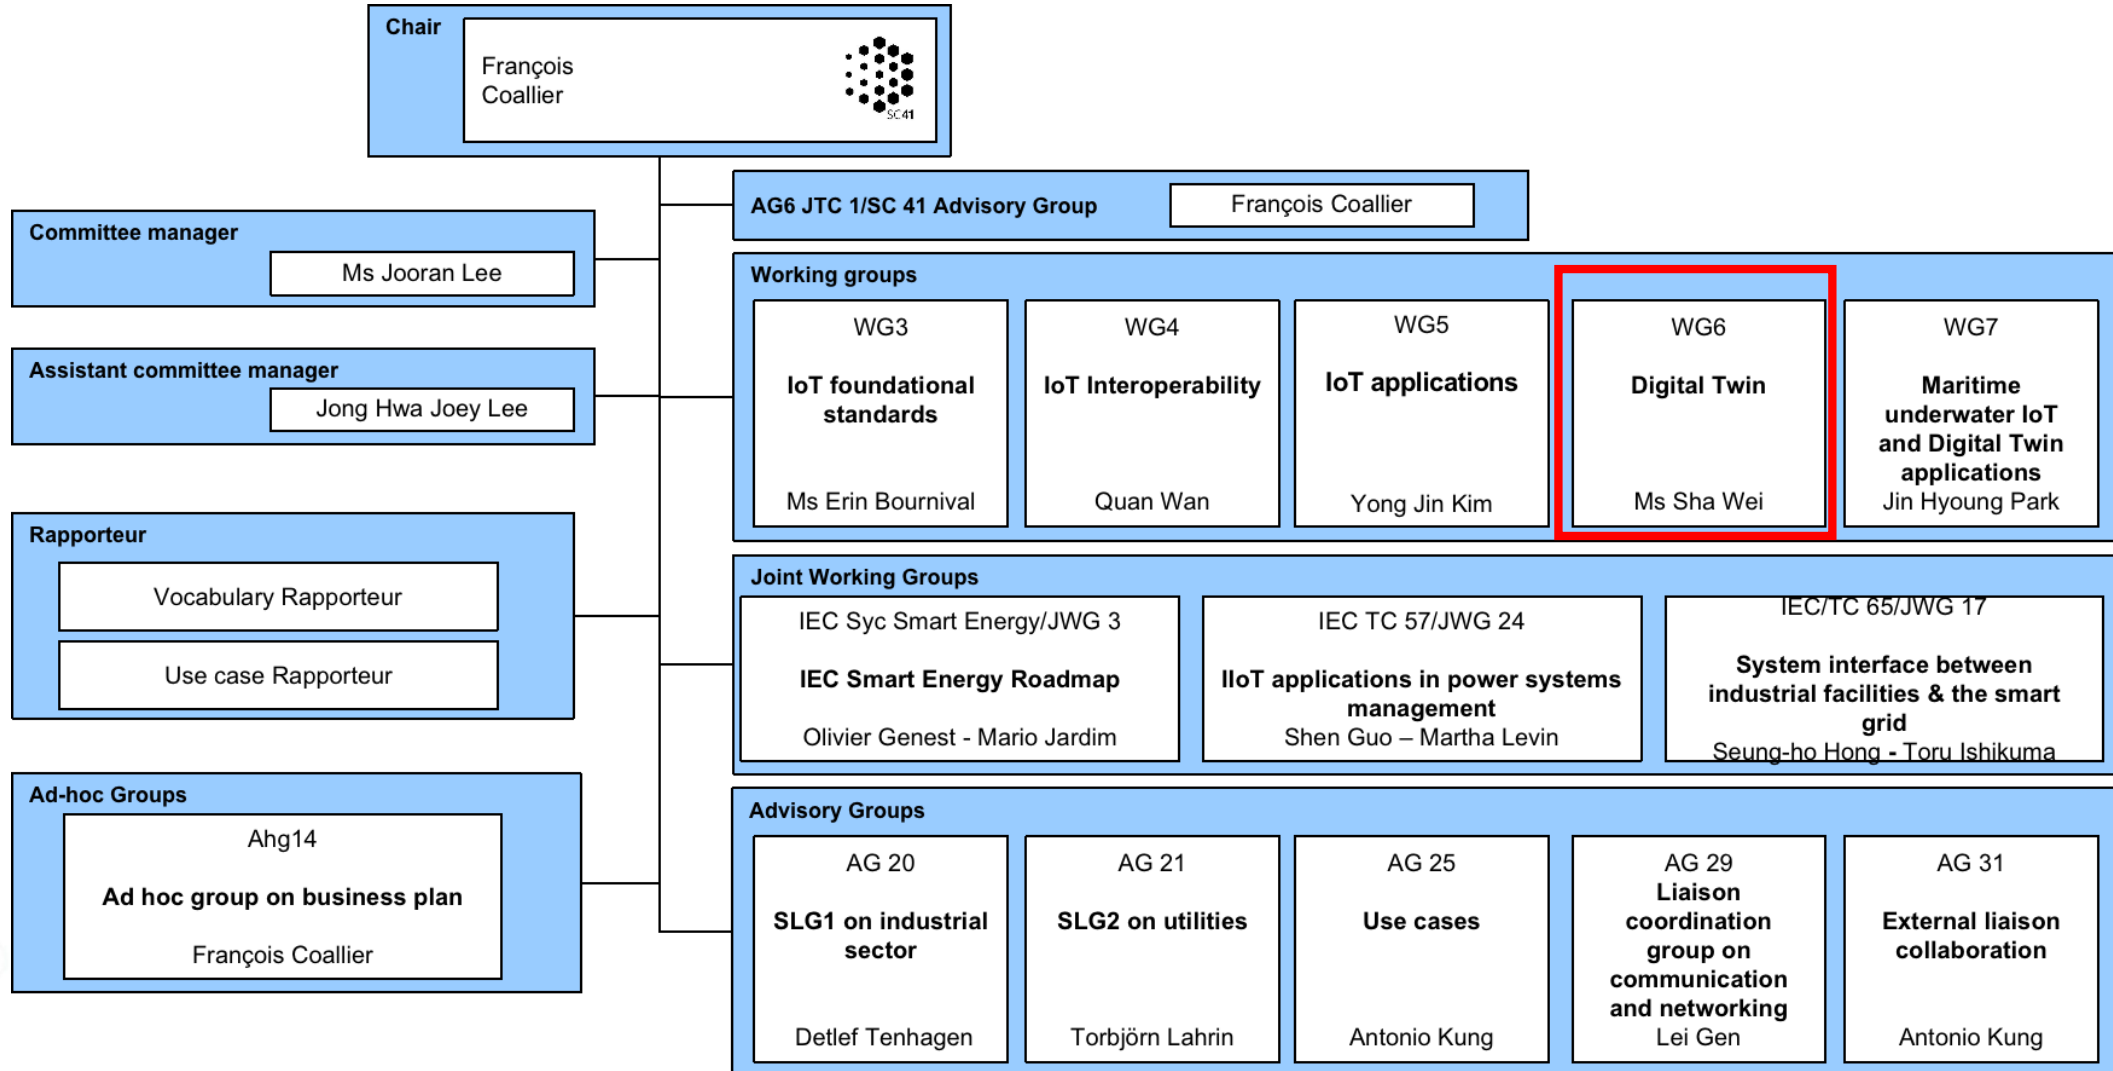 Chair
François
Coallier
SC41
AG6 JTC 1/SC 41 Advisory Group
François Coallier
Committee manager
Ms Jooran Lee
Assistant committee manager
Jong Hwa Joey Lee
Rapporteur
Vocabulary Rapporteur
Use case Rapporteur
Ad-hoc Groups
Ahg14
Ad hoc group on business plan
François Coallier
Working groups
WG3
IoT foundational
standards
Ms Erin Bournival
WG4
IoT Interoperability
Quan Wan
WG5
IoT applications
Yong Jin Kim
WG6
Digital Twin
Ms Sha Wei
WG7
Maritime
underwater IoT
and Digital Twin
applications
Jin Hyoung Park
Joint Working Groups
IEC Syc Smart Energy/JWG 3
IEC Smart Energy Roadmap
Olivier Genest - Mario Jardim
IEC TC 57/JWG 24
IIoT applications in power systems
management
Shen Guo – Martha Levin
IEC/TC 65/JWG 17
System interface between
industrial facilities & the smart
grid
Seung-ho Hong - Toru Ishikuma
Advisory Groups
AG 20
SLG1 on industrial
sector
Detlef Tenhagen
AG 21
SLG2 on utilities
Torbjörn Lahrin
AG 25
Use cases
Antonio Kung
AG 29
Liaison
coordination
group on
communication
and networking
Lei Gen
AG 31
External liaison
collaboration
Antonio Kung